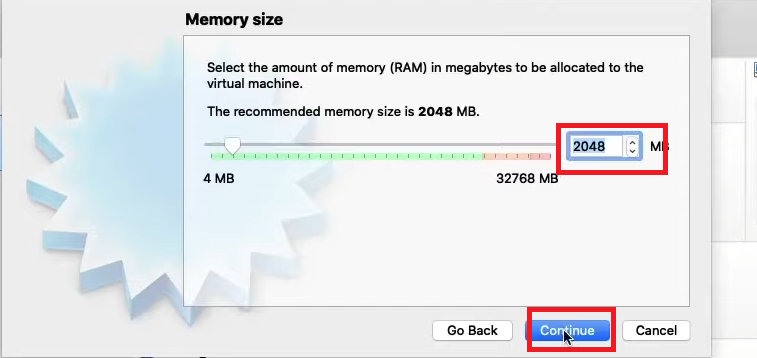 Memory size
Select the amount of memory (RAM) in megabytes to be allocated to the
virtual machine.
The recommended memory size is 2048 MB.
2048 MB
4 MB 32768 MB
Go Back Continue Cancel